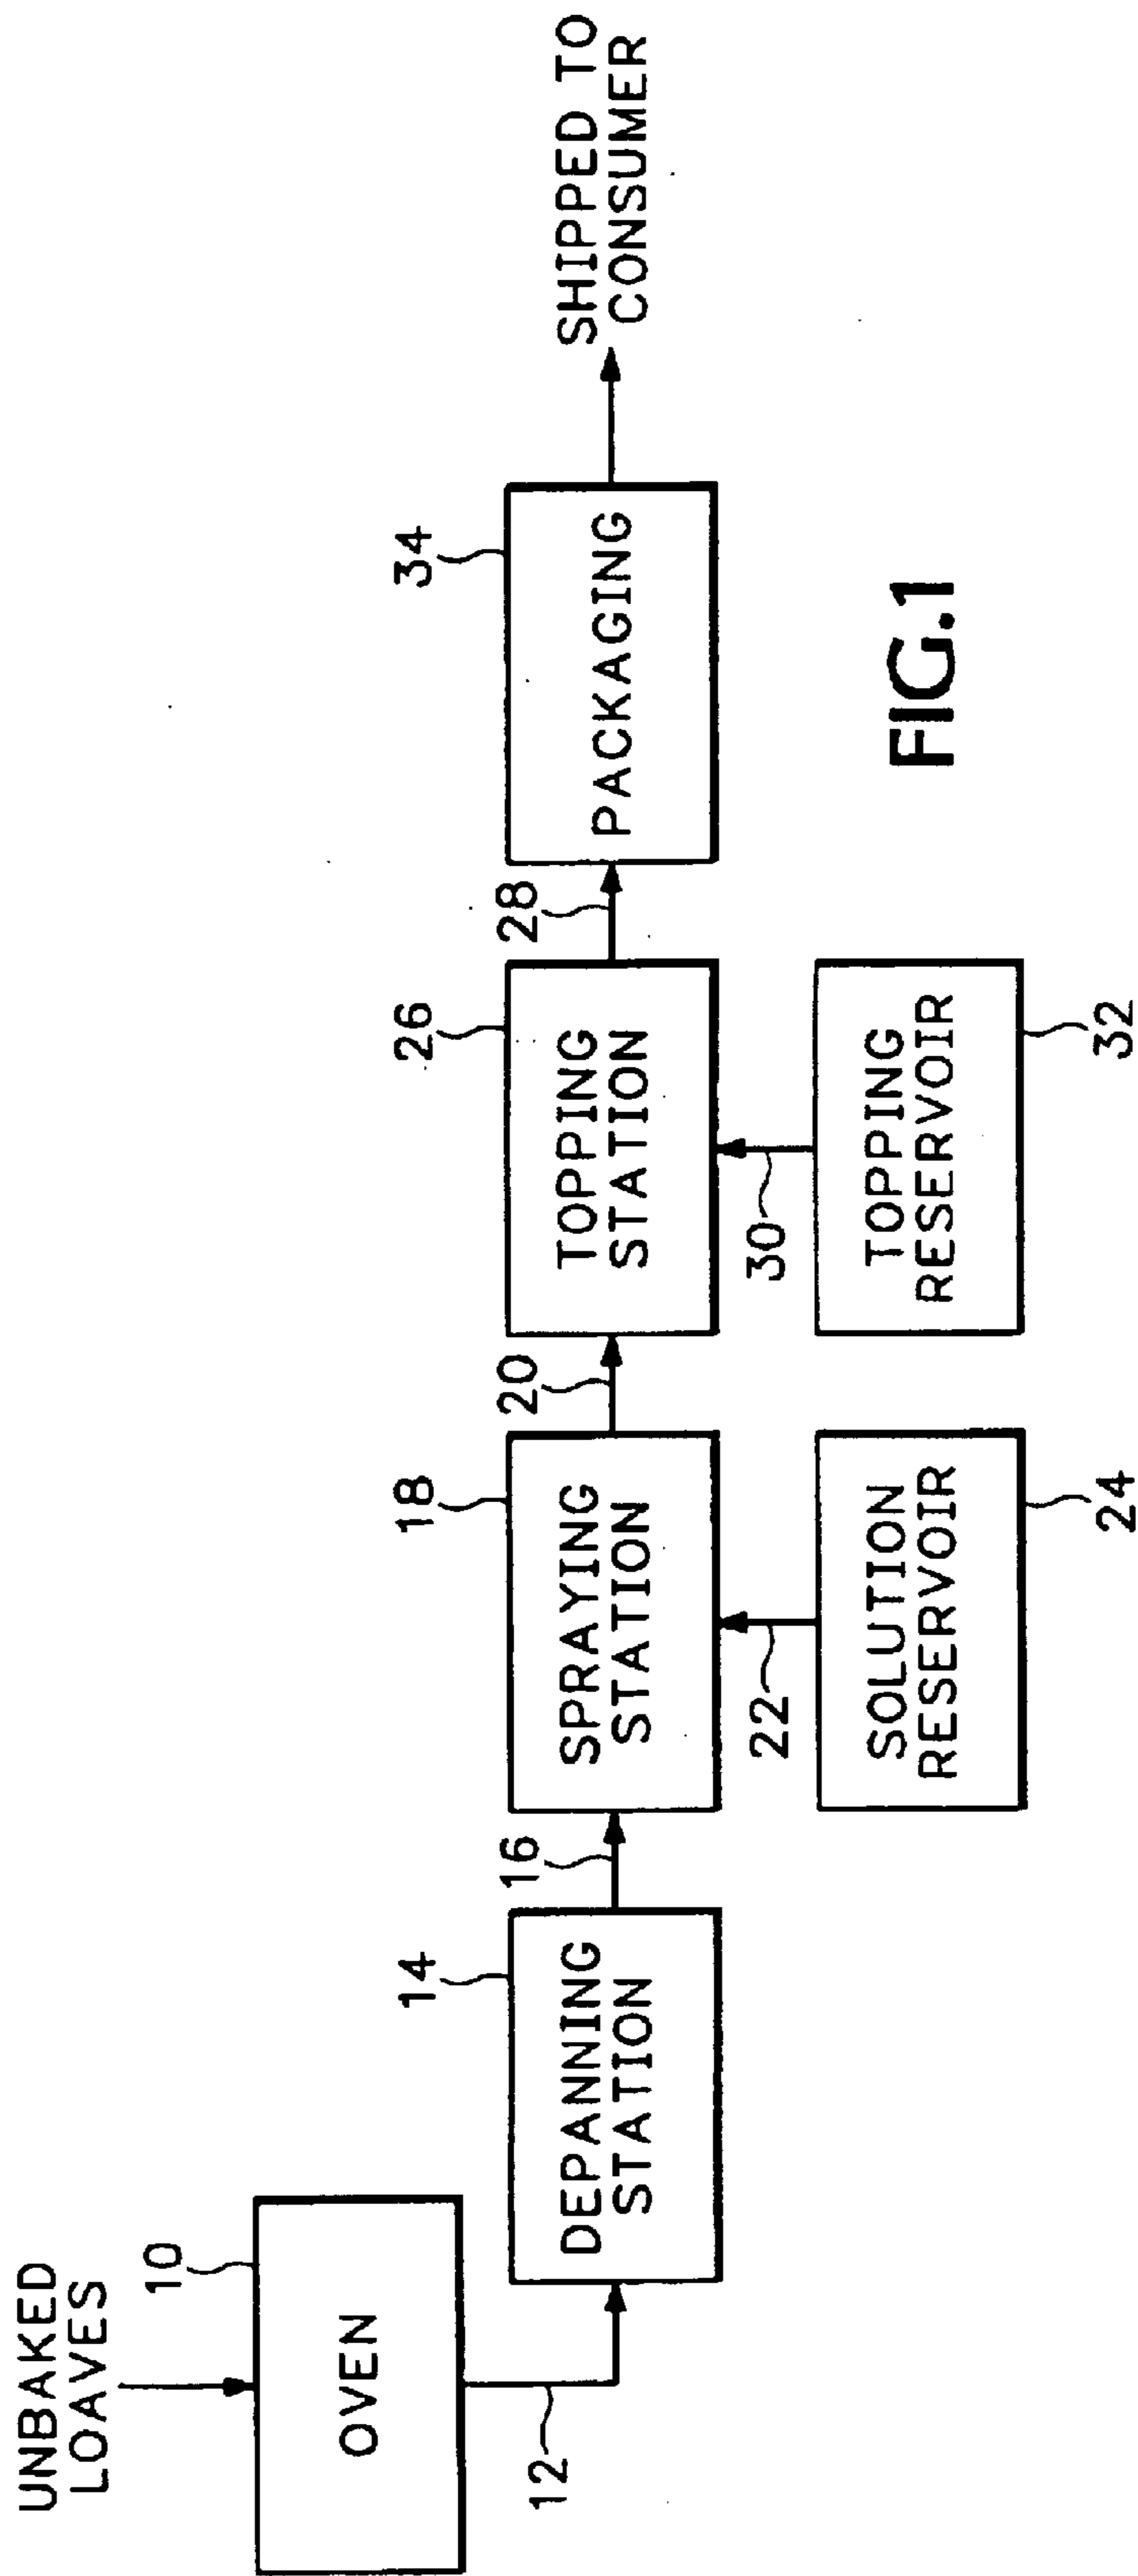 UNBAKED
LOAVES
10
OVEN
12
14
DEPANNING
STATION
16
18
SPRAYING
STATION
20
22
SOLUTION
RESERVOIR
24
26
TOPPING
STATION
28
30
TOPPING
RESERVOIR
32
34
PACKAGING
SHIPPED TO
CONSUMER
FIG.1